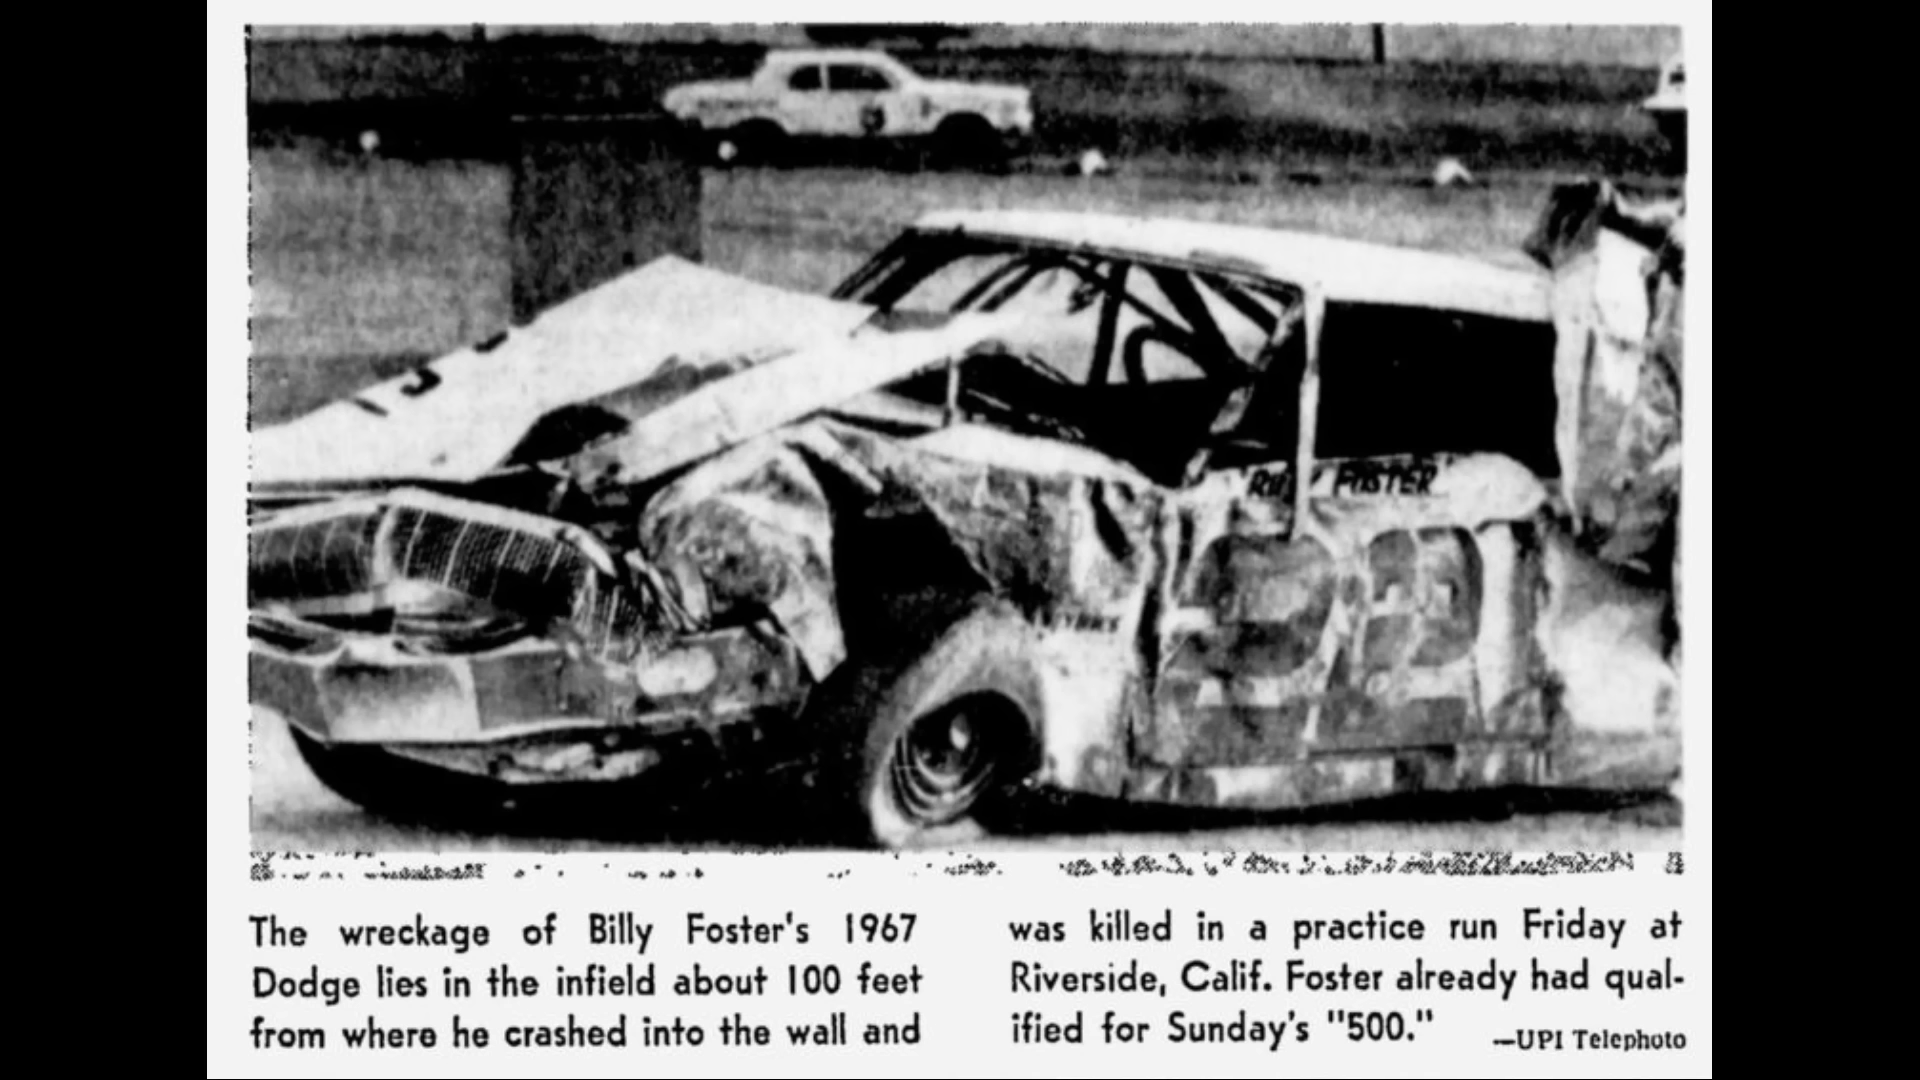 FOSTER
The wreckage of Billy Foster's 1967
Dodge lies in the infield about 100 feet
from where he crashed into the wall and
was killed in a practice run Friday at
Riverside, Calif. Foster already had qual-
ified for Sunday's "500."
—UPI Telephoto